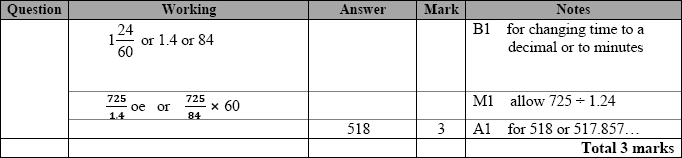 Question Working Answer Mark Notes
1 24/60 or 1.4 or 84 B1 for changing time to a
decimal or to minutes
725/1.4 oe or 725/84 × 60 M1 allow 725 ÷ 1.24
518 3 A1 for 518 or 517.857…
Total 3 marks